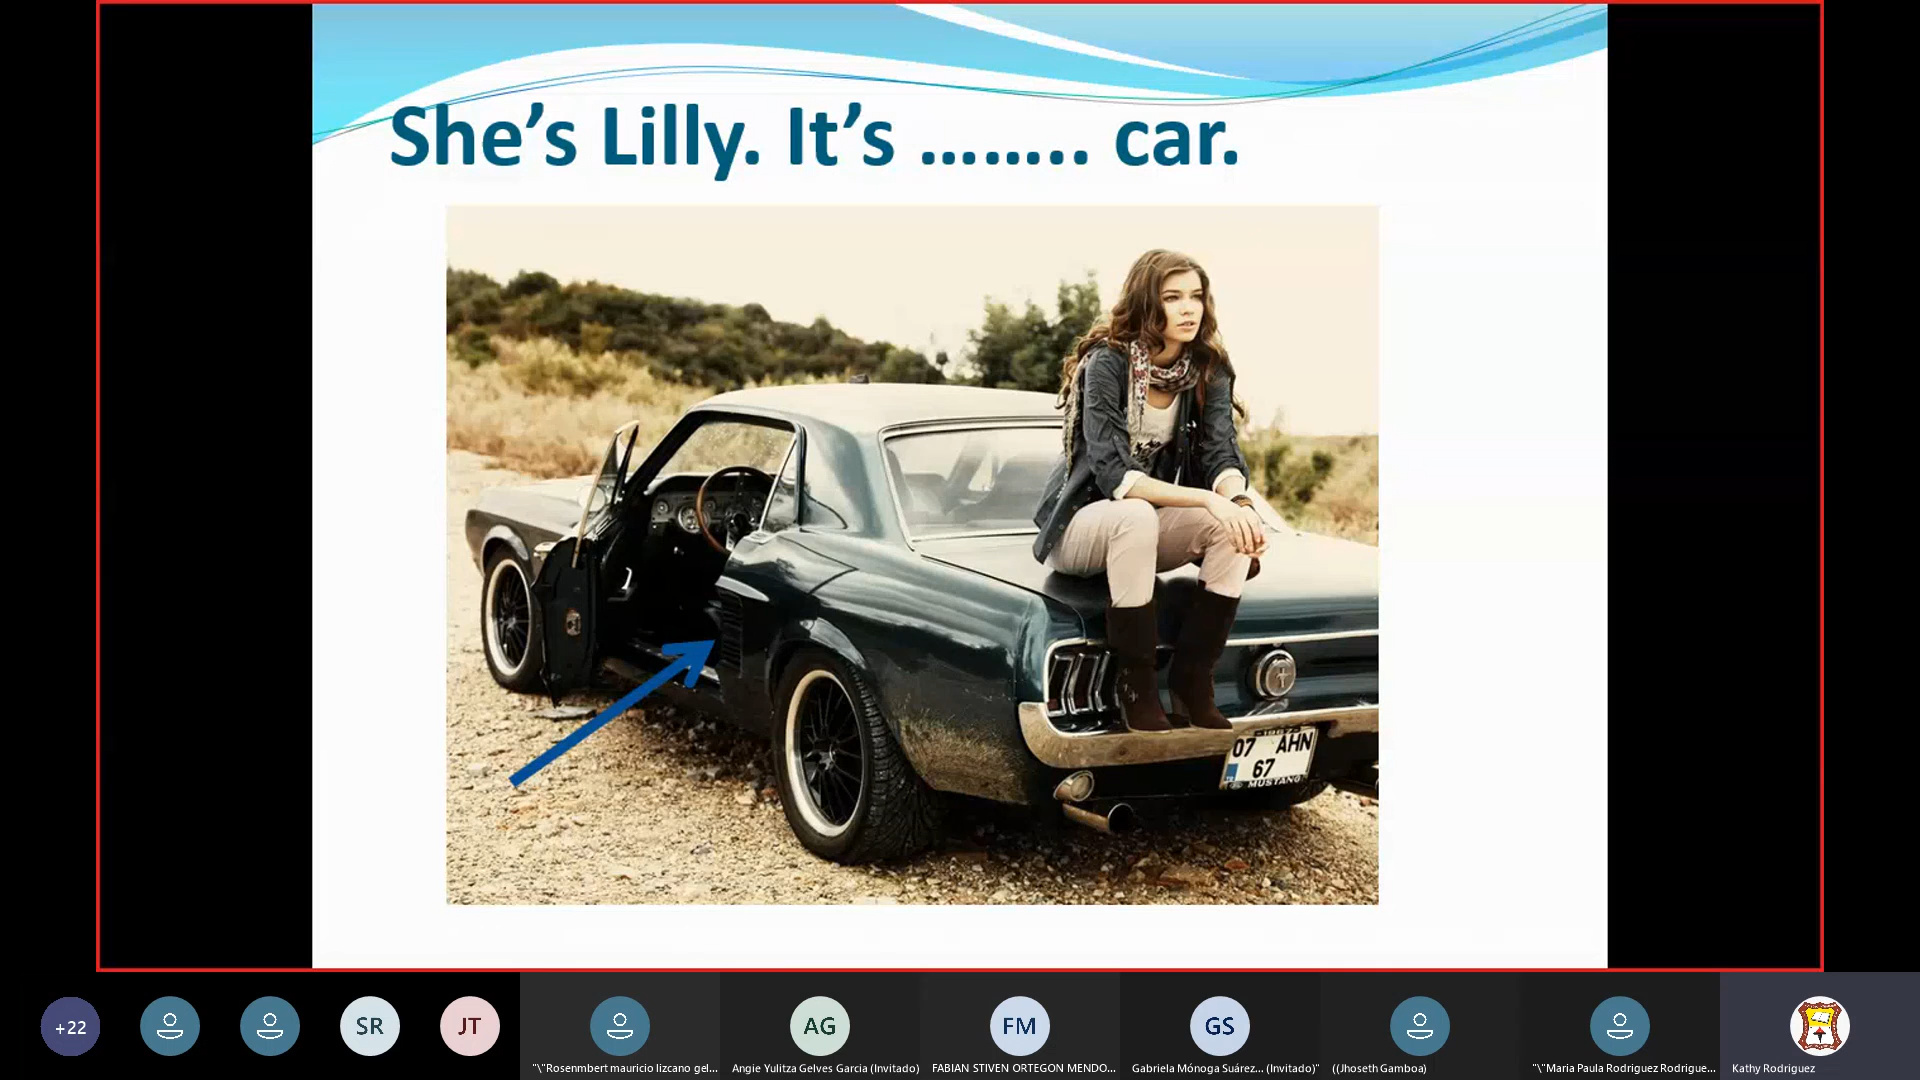 She's Lilly. It's …….. car.
07 AHN
67
MUSTANG
+22
SR
JT
AG
FM
GS
"\"Rosenmbert mauricio lizcano gel...
Angie Yulitza Gelves Garcia (Invitado)
FABIAN STIVEN ORTEGON MENDO...
Gabriela Mónoga Suárez... (Invitado)"
((Jhoseth Gamboa)
"\"Maria Paula Rodriguez Rodrigue...
Kathy Rodriguez